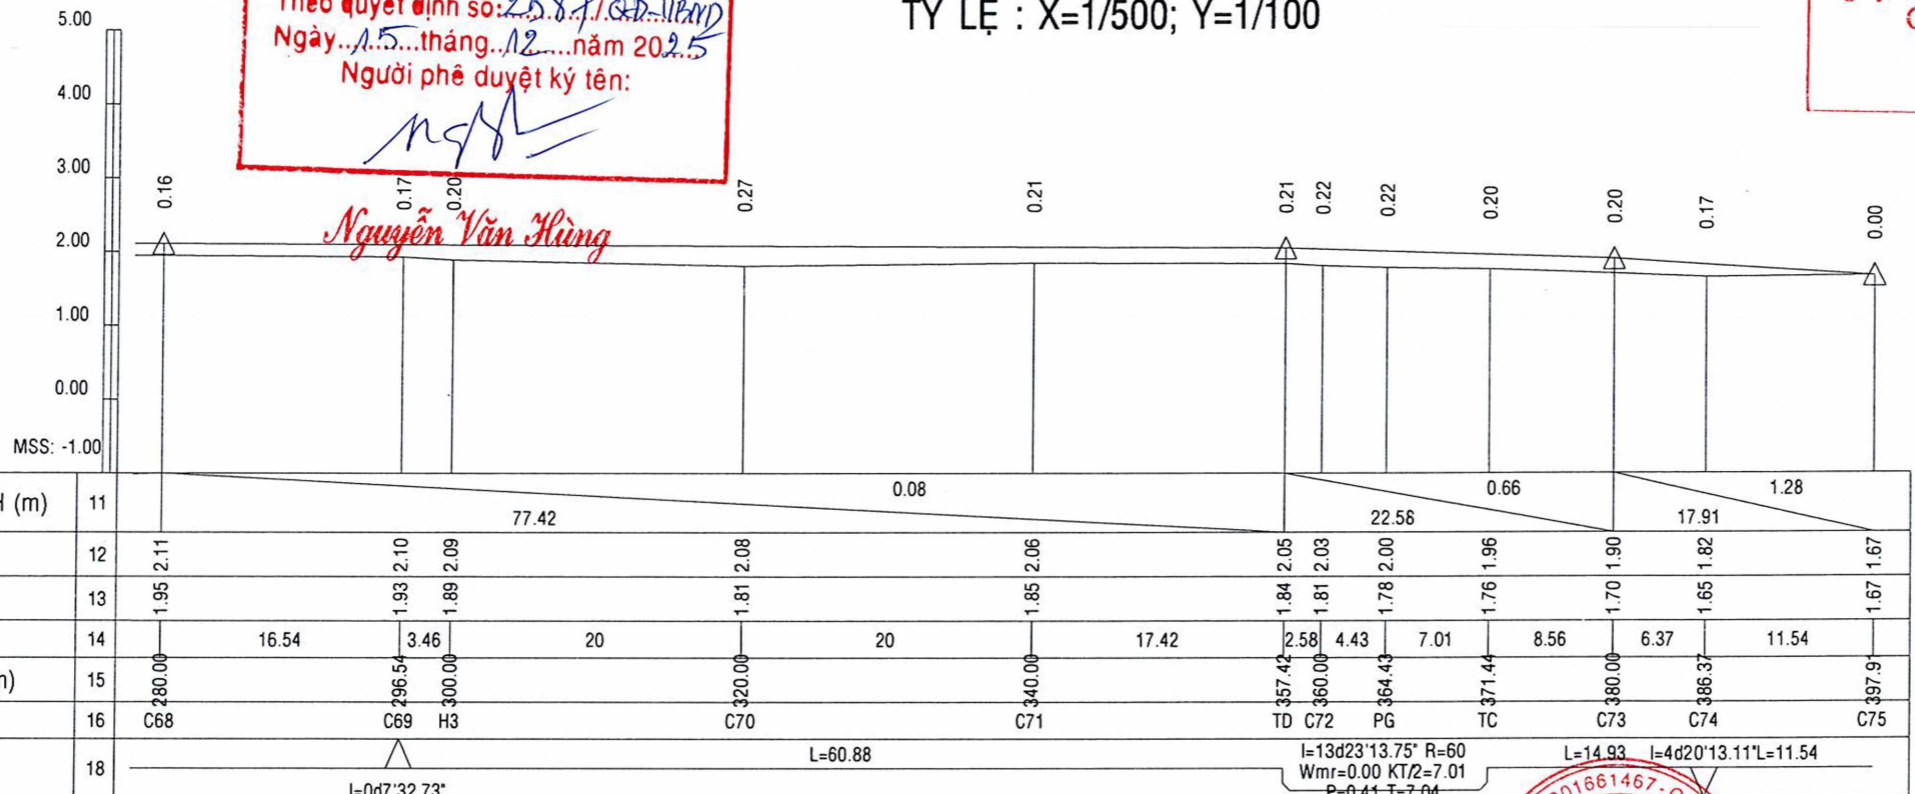 5.00
4.00
3.00
2.00
1.00
0.00
MSS: -1.00
Theo quyết định số: /QĐ-UBND
Ngày 15 tháng 12 năm 2025
Người phê duyệt ký tên:
Nguyễn Văn Hùng
TỶ LỆ : X=1/500; Y=1/100
0.16 0.17 0.20 0.27 0.21 0.21 0.22 0.22 0.20 0.20 0.17 0.00
(m) 11 77.42 0.08 22.58 0.66 17.91 1.28
12 2.11 2.10 2.09 2.08 2.06 2.05 2.03 2.00 1.96 1.90 1.82 1.67
13 1.95 1.93 1.89 1.81 1.85 1.84 1.81 1.78 1.76 1.70 1.65 1.67
14 16.54 3.46 20 20 17.42 2.58 4.43 7.01 8.56 6.37 11.54
15 280.00 296.54 300.00 320.00 340.00 357.42 360.00 364.43 371.44 380.00 386.37 397.91
16 C68 C69 H3 C70 C71 TD C72 PG TC C73 C74 C75
18 L=60.88 I=13d23'13.75" R=60 L=14.93 I=4d20'13.11" L=11.54
Wmr=0.00 KT/2=7.01
I=0d7'32.73" P=0.41 T=7.04
01661467